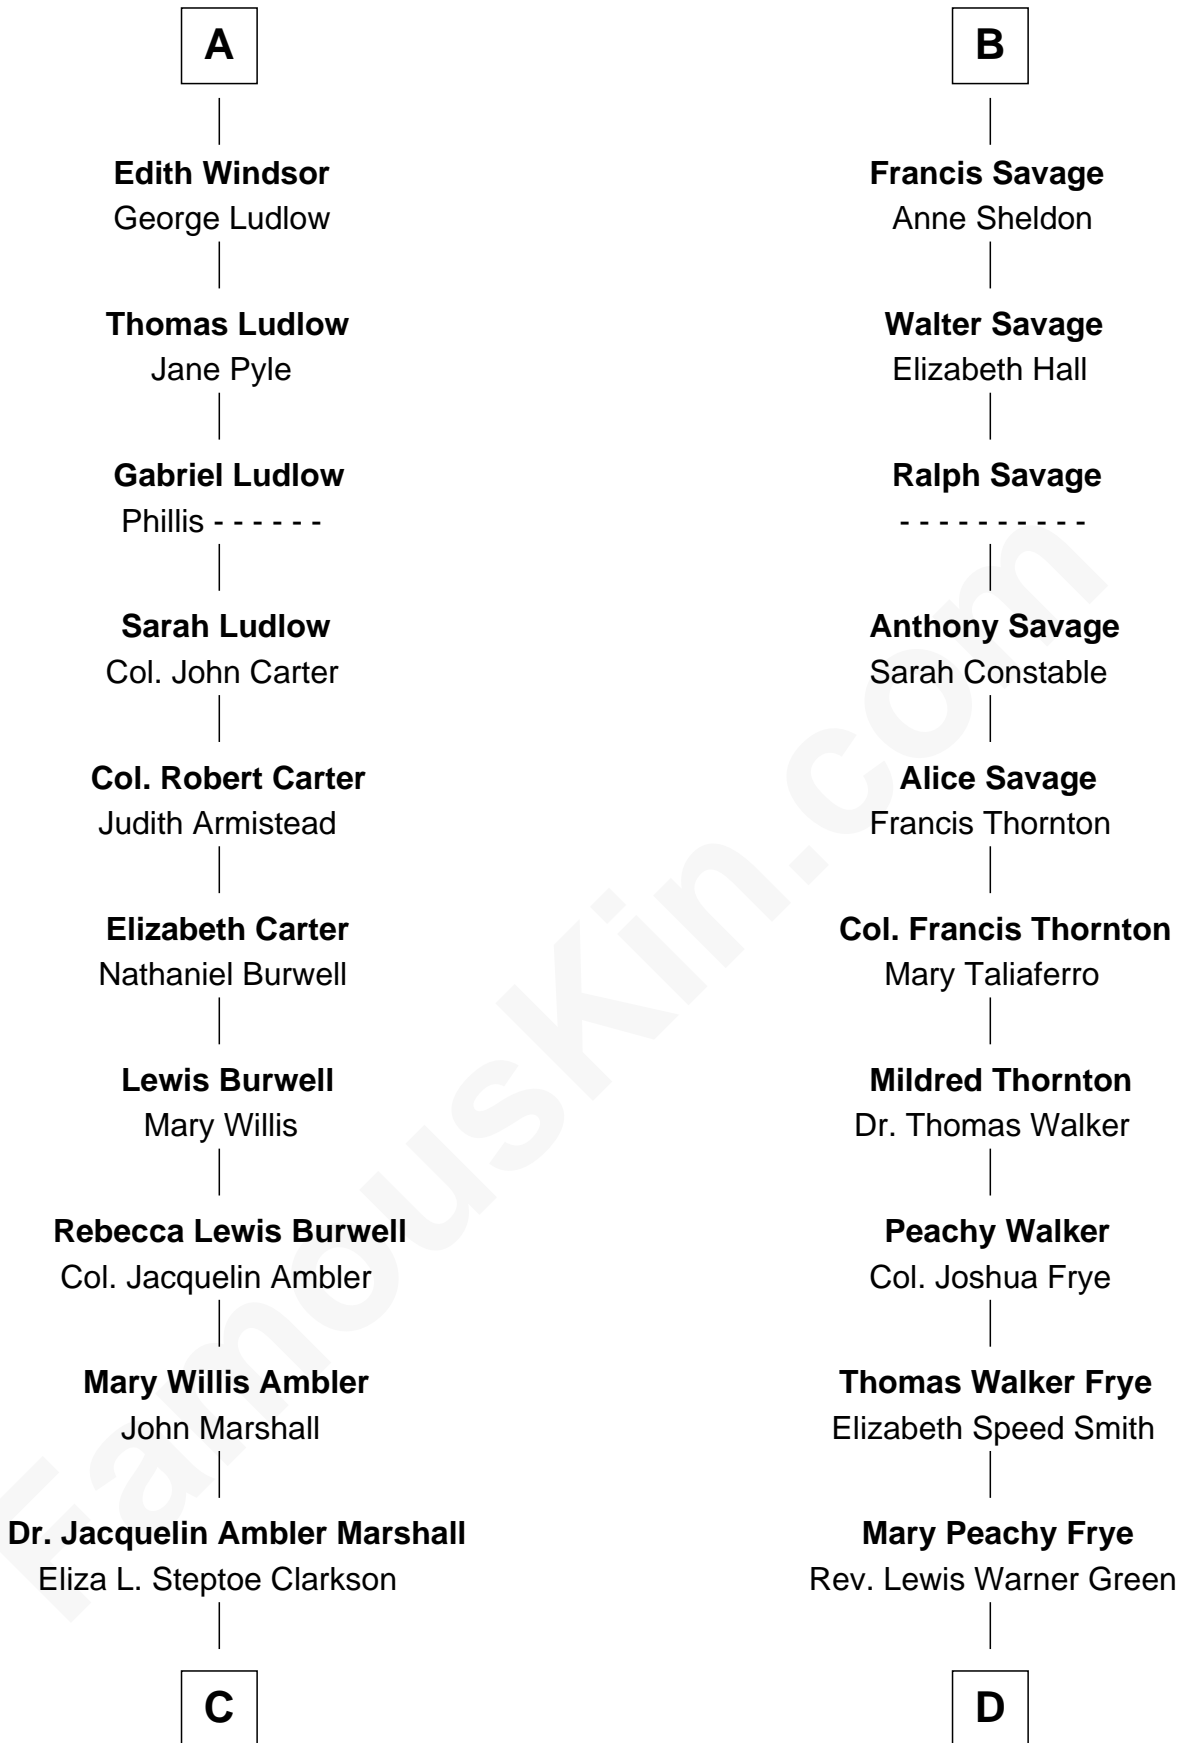 A
Edith Windsor
George Ludlow
Thomas Ludlow
Jane Pyle
Gabriel Ludlow
Phillis - - - - - -
Sarah Ludlow
Col. John Carter
Col. Robert Carter
Judith Armistead
Elizabeth Carter
Nathaniel Burwell
Lewis Burwell
Mary Willis
Rebecca Lewis Burwell
Col. Jacquelin Ambler
Mary Willis Ambler
John Marshall
Dr. Jacquelin Ambler Marshall
Eliza L. Steptoe Clarkson
C
B
Francis Savage
Anne Sheldon
Walter Savage
Elizabeth Hall
Ralph Savage
- - - - - - - - - -
Anthony Savage
Sarah Constable
Alice Savage
Francis Thornton
Col. Francis Thornton
Mary Taliaferro
Mildred Thornton
Dr. Thomas Walker
Peachy Walker
Col. Joshua Frye
Thomas Walker Frye
Elizabeth Speed Smith
Mary Peachy Frye
Rev. Lewis Warner Green
D
FamousKin.com